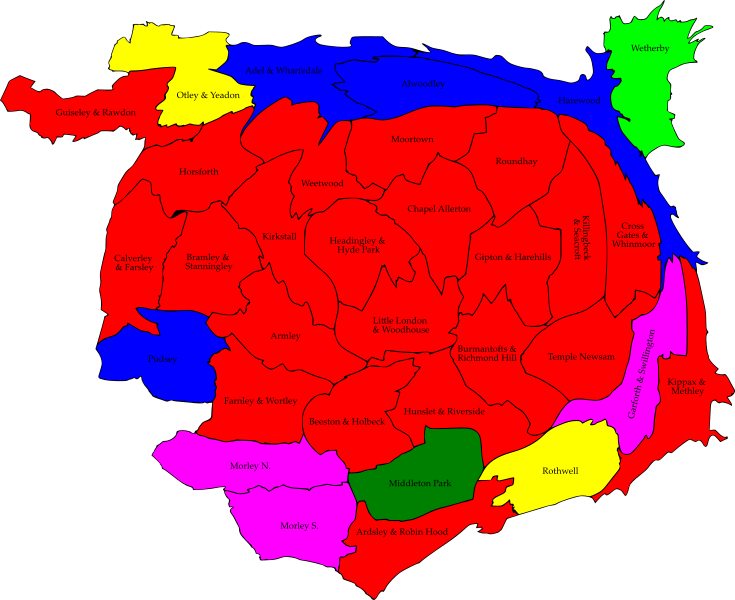 Wetherby
Adel & Wharfedale
Alwoodley
Harewood
Otley & Yeadon
Guiseley & Rawdon
Moortown
Roundhay
Horsforth
Weetwood
Chapel Allerton
Killingbeck
& Seacroft
Cross
Gates &
Whinmoor
Kirkstall
Headingley &
Hyde Park
Gipton & Harehills
Calverley
& Farsley
Bramley &
Stanningley
Little London
& Woodhouse
Armley
Pudsey
Burmantofts &
Richmond Hill
Temple Newsam
Garforth & Swillington
Kippax &
Methley
Farnley & Wortley
Beeston & Holbeck
Hunslet & Riverside
Morley N.
Middleton Park
Rothwell
Morley S.
Ardsley & Robin Hood